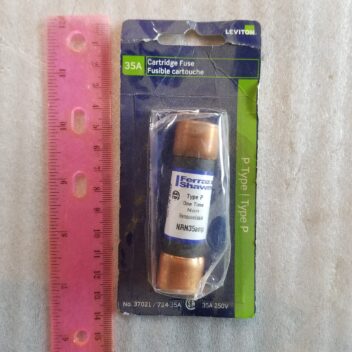 LEVITON
35A
Cartridge Fuse
Fusible cartouche
P Type | Type P
Ferraz
Shawmut
Type P
One Time
No. 37021 / 724-35A
35A 250V